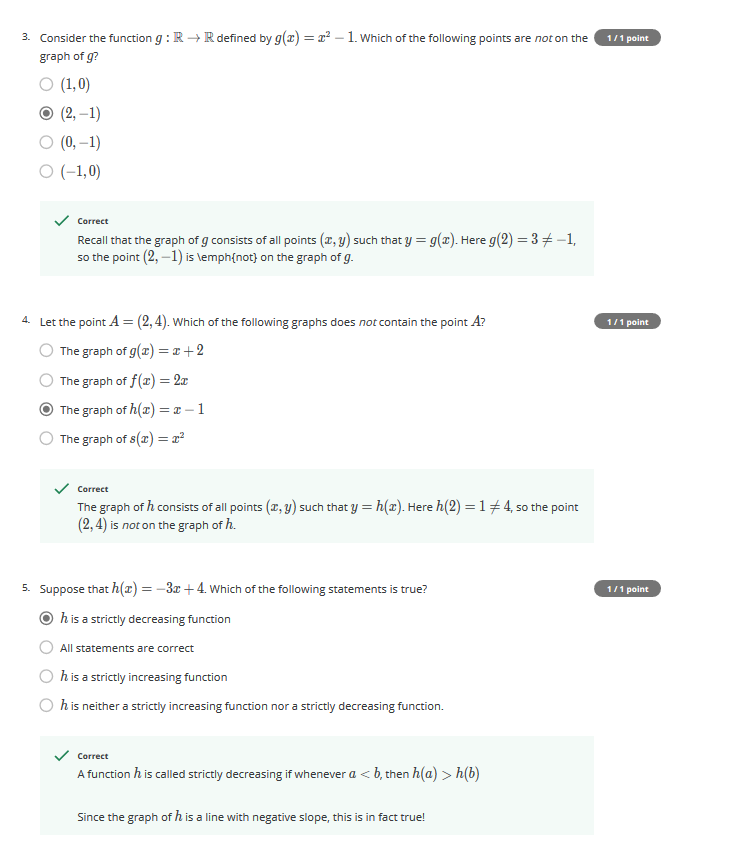 3. Consider the function g : ℝ → ℝ defined by g(x) = x² − 1. Which of the following points are not on the 1 / 1 point
graph of g?
(1, 0)
(2, −1)
(0, −1)
(−1, 0)
Correct
Recall that the graph of g consists of all points (x, y) such that y = g(x). Here g(2) = 3 ≠ −1,
so the point (2, −1) is \emph{not} on the graph of g.
4. Let the point A = (2, 4). Which of the following graphs does not contain the point A? 1 / 1 point
The graph of g(x) = x + 2
The graph of f(x) = 2x
The graph of h(x) = x − 1
The graph of s(x) = x²
Correct
The graph of h consists of all points (x, y) such that y = h(x). Here h(2) = 1 ≠ 4, so the point
(2, 4) is not on the graph of h.
5. Suppose that h(x) = −3x + 4. Which of the following statements is true? 1 / 1 point
h is a strictly decreasing function
All statements are correct
h is a strictly increasing function
h is neither a strictly increasing function nor a strictly decreasing function.
Correct
A function h is called strictly decreasing if whenever a < b, then h(a) > h(b)
Since the graph of h is a line with negative slope, this is in fact true!